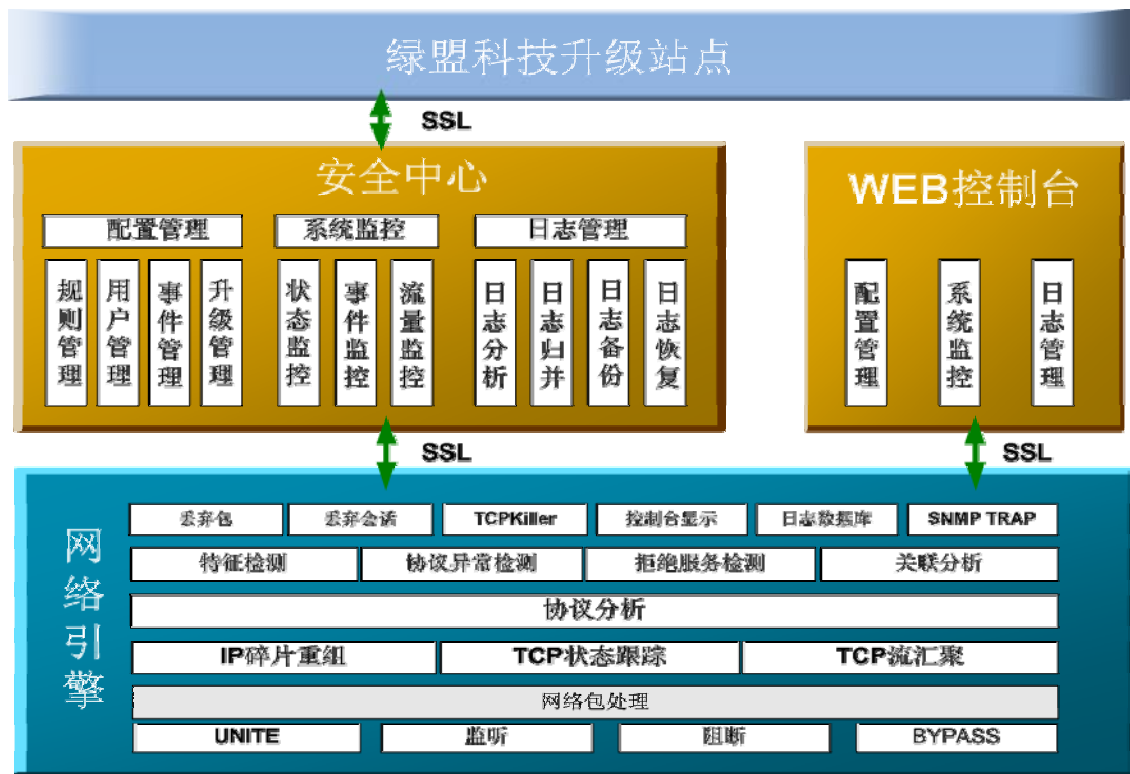 绿盟科技升级站点
SSL
安全中心
WEB控制台
配置管理 系统监控 日志管理
规则管理 用户管理 事件管理 升级管理 状态监控 事件监控 流量监控 日志分析 日志归并 日志备份 日志恢复
配置管理 系统监控 日志管理
SSL SSL
网络引擎
丢弃包 丢弃会话 TCPKiller 控制台显示 日志数据库 SNMP TRAP
特征检测 协议异常检测 拒绝服务检测 关联分析
协议分析
IP碎片重组 TCP状态跟踪 TCP流汇聚
网络包处理
UNITE 监听 阻断 BYPASS